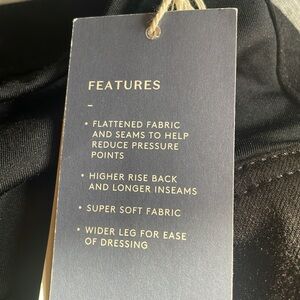 FEATURES
–
• FLATTENED FABRIC
AND SEAMS TO HELP
REDUCE PRESSURE
POINTS
• HIGHER RISE BACK
AND LONGER INSEAMS
• SUPER SOFT FABRIC
• WIDER LEG FOR EASE
OF DRESSING